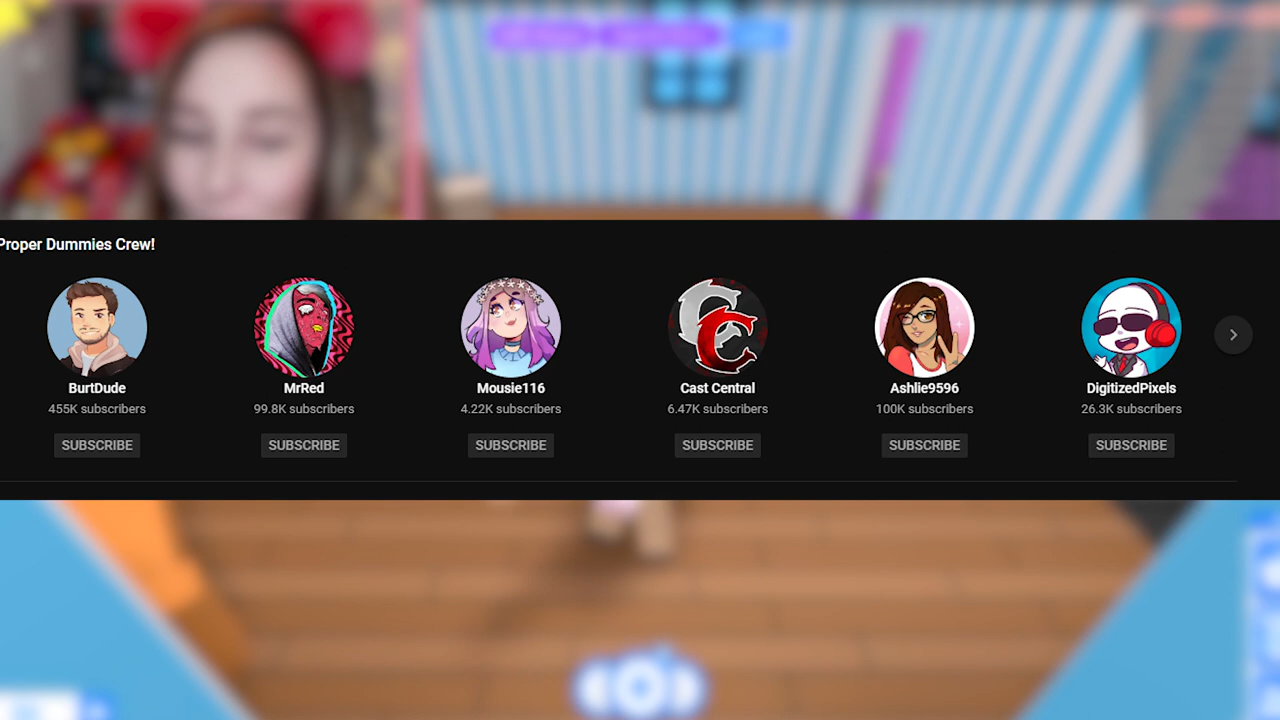 Proper Dummies Crew!
BurtDude
MrRed
Mousie116
Cast Central
Ashlie9596
DigitizedPixels
455K subscribers
99.8K subscribers
4.22K subscribers
6.47K subscribers
100K subscribers
26.3K subscribers
SUBSCRIBE
SUBSCRIBE
SUBSCRIBE
SUBSCRIBE
SUBSCRIBE
SUBSCRIBE